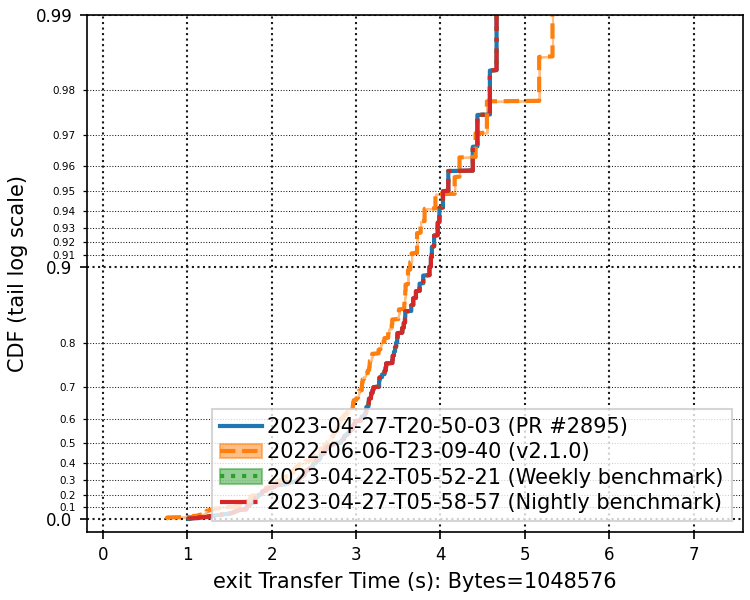 0.99
0.98
0.97
0.96
0.95
0.94
0.93
0.92
0.91
0.9
0.8
0.7
0.6
0.5
0.4
0.3
0.2
0.1
0.0
CDF (tail log scale)
2023-04-27-T20-50-03 (PR #2895)
2022-06-06-T23-09-40 (v2.1.0)
2023-04-22-T05-52-21 (Weekly benchmark)
2023-04-27-T05-58-57 (Nightly benchmark)
0 1 2 3 4 5 6 7
exit Transfer Time (s): Bytes=1048576